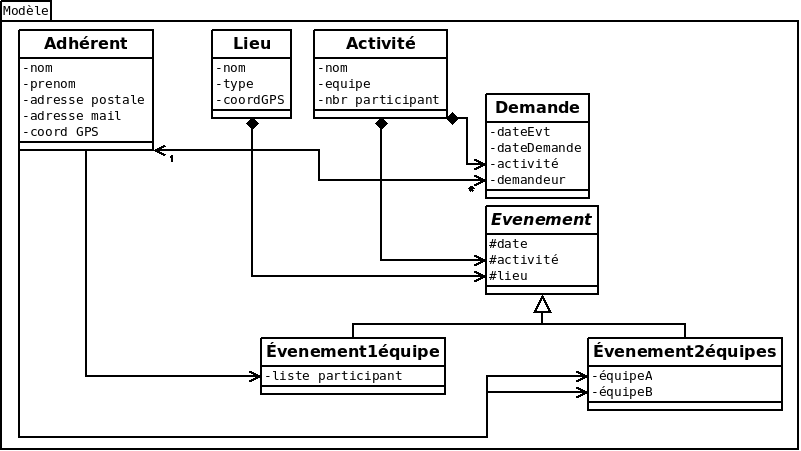 Modèle
Adhérent
-nom
-prenom
-adresse postale
-adresse mail
-coord GPS
Lieu
-nom
-type
-coordGPS
Activité
-nom
-equipe
-nbr participant
Demande
-dateEvt
-dateDemande
-activité
-demandeur
1
*
Evenement
#date
#activité
#lieu
Évenement1équipe
-liste participant
Évenement2équipes
-équipeA
-équipeB